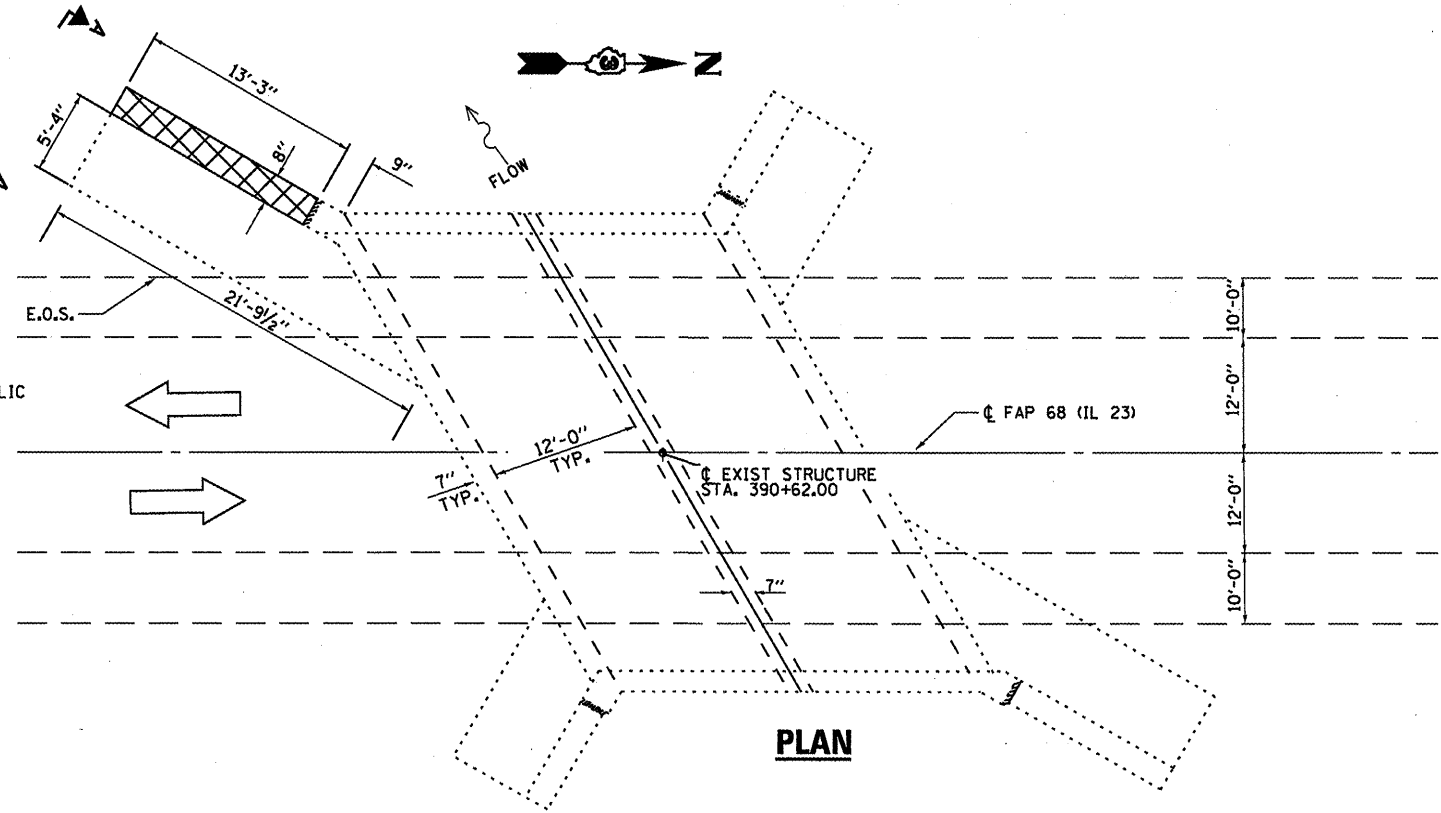 A
13'-3"
N
5'-4"
8"
9"
FLOW
E.O.S.
21'-9½"
10'-0"
LIC
12'-0"
℄ FAP 68 (IL 23)
12'-0"
TYP.
7"
TYP.
℄ EXIST STRUCTURE
STA. 390+62.00
12'-0"
7"
10'-0"
PLAN